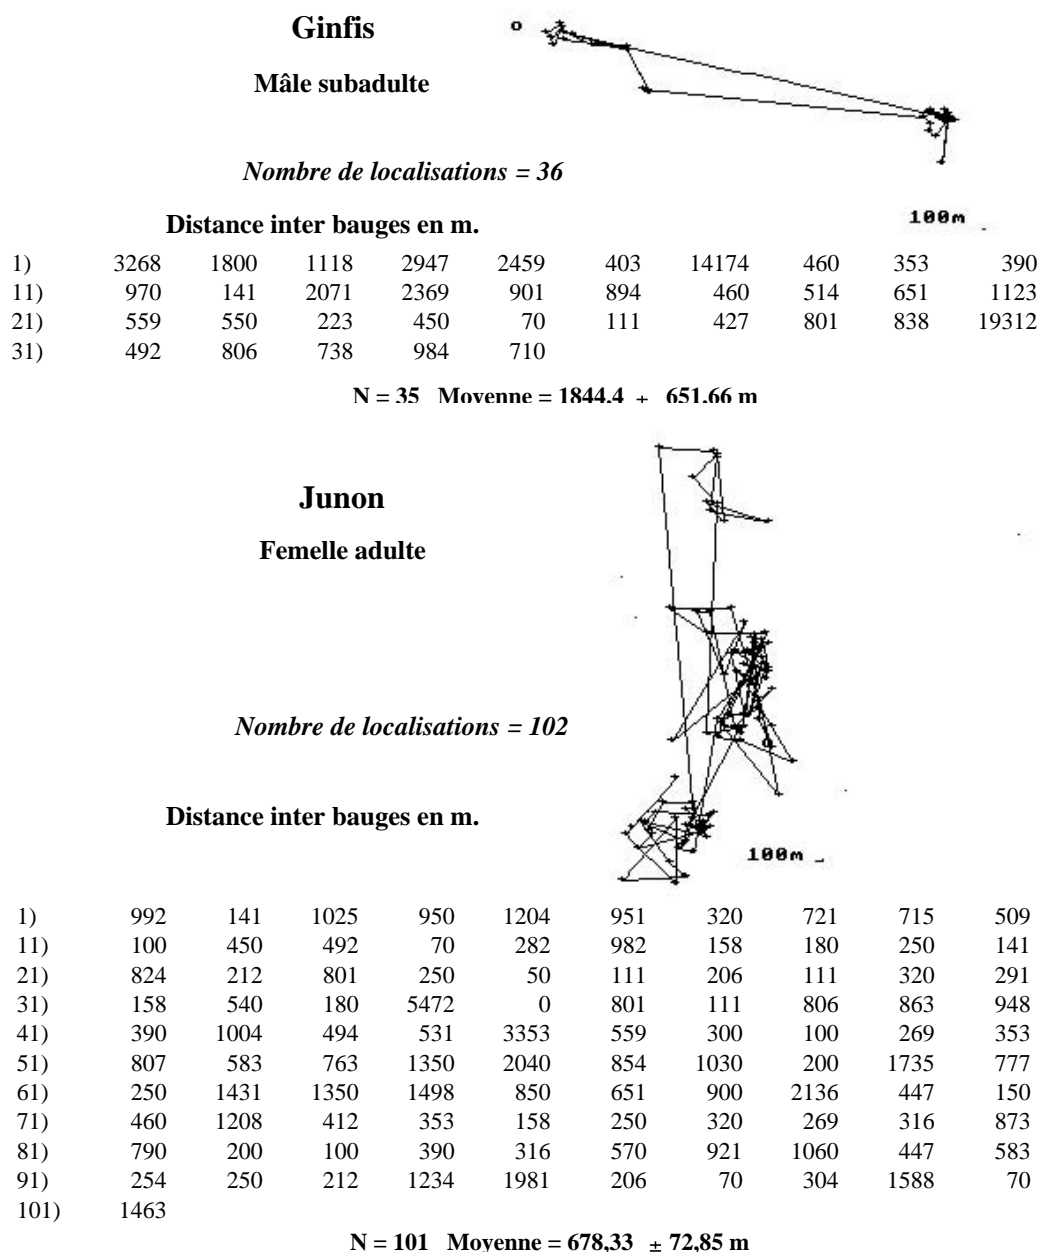 Ginfis
Mâle subadulte
Nombre de localisations = 36
100m
Distance inter bauges en m.
1) 3268 1800 1118 2947 2459 403 14174 460 353 390
11) 970 141 2071 2369 901 894 460 514 651 1123
21) 559 550 223 450 70 111 427 801 838 19312
31) 492 806 738 984 710
N = 35 Moyenne = 1844,4 ± 651,66 m
Junon
Femelle adulte
Nombre de localisations = 102
Distance inter bauges en m.
100m
1) 992 141 1025 950 1204 951 320 721 715 509
11) 100 450 492 70 282 982 158 180 250 141
21) 824 212 801 250 50 111 206 111 320 291
31) 158 540 180 5472 0 801 111 806 863 948
41) 390 1004 494 531 3353 559 300 100 269 353
51) 807 583 763 1350 2040 854 1030 200 1735 777
61) 250 1431 1350 1498 850 651 900 2136 447 150
71) 460 1208 412 353 158 250 320 269 316 873
81) 790 200 100 390 316 570 921 1060 447 583
91) 254 250 212 1234 1981 206 70 304 1588 70
101) 1463
N = 101 Moyenne = 678,33 ± 72,85 m